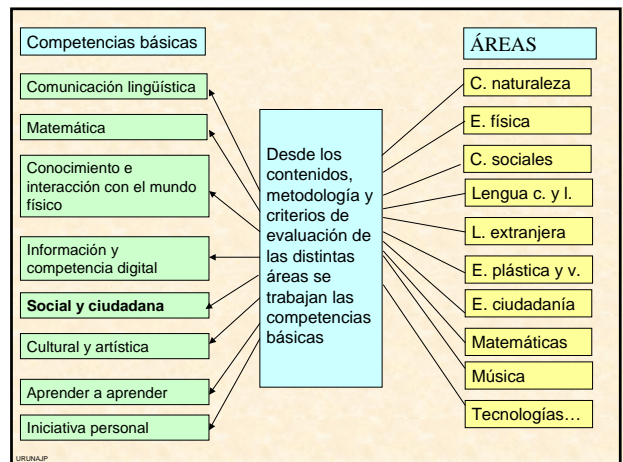 Competencias básicas
Comunicación lingüística
Matemática
Conocimiento e
interacción con el mundo
físico
Información y
competencia digital
Social y ciudadana
Cultural y artística
Aprender a aprender
Iniciativa personal
Desde los
contenidos,
metodología y
criterios de
evaluación de
las distintas
áreas se
trabajan las
competencias
básicas
ÁREAS
C. naturaleza
E. física
C. sociales
Lengua c. y l.
L. extranjera
E. plástica y v.
E. ciudadanía
Matemáticas
Música
Tecnologías…
URUNAJP